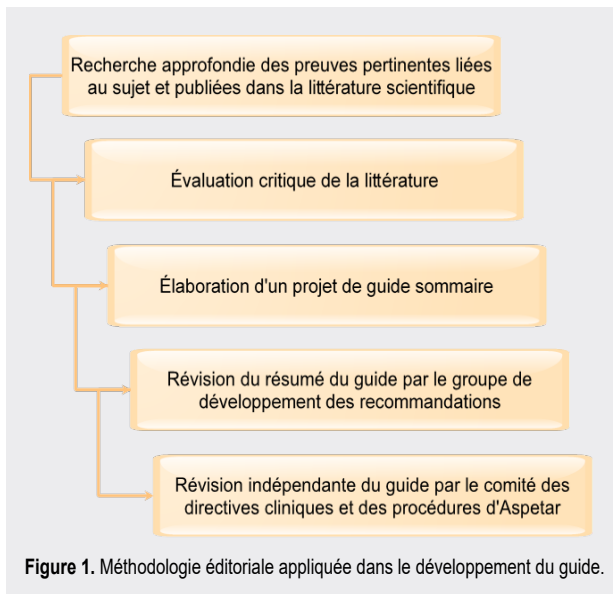 Recherche approfondie des preuves pertinentes liées
au sujet et publiées dans la littérature scientifique
Évaluation critique de la littérature
Élaboration d'un projet de guide sommaire
Révision du résumé du guide par le groupe de
développement des recommandations
Révision indépendante du guide par le comité des
directives cliniques et des procédures d'Aspetar
Figure 1. Méthodologie éditoriale appliquée dans le développement du guide.